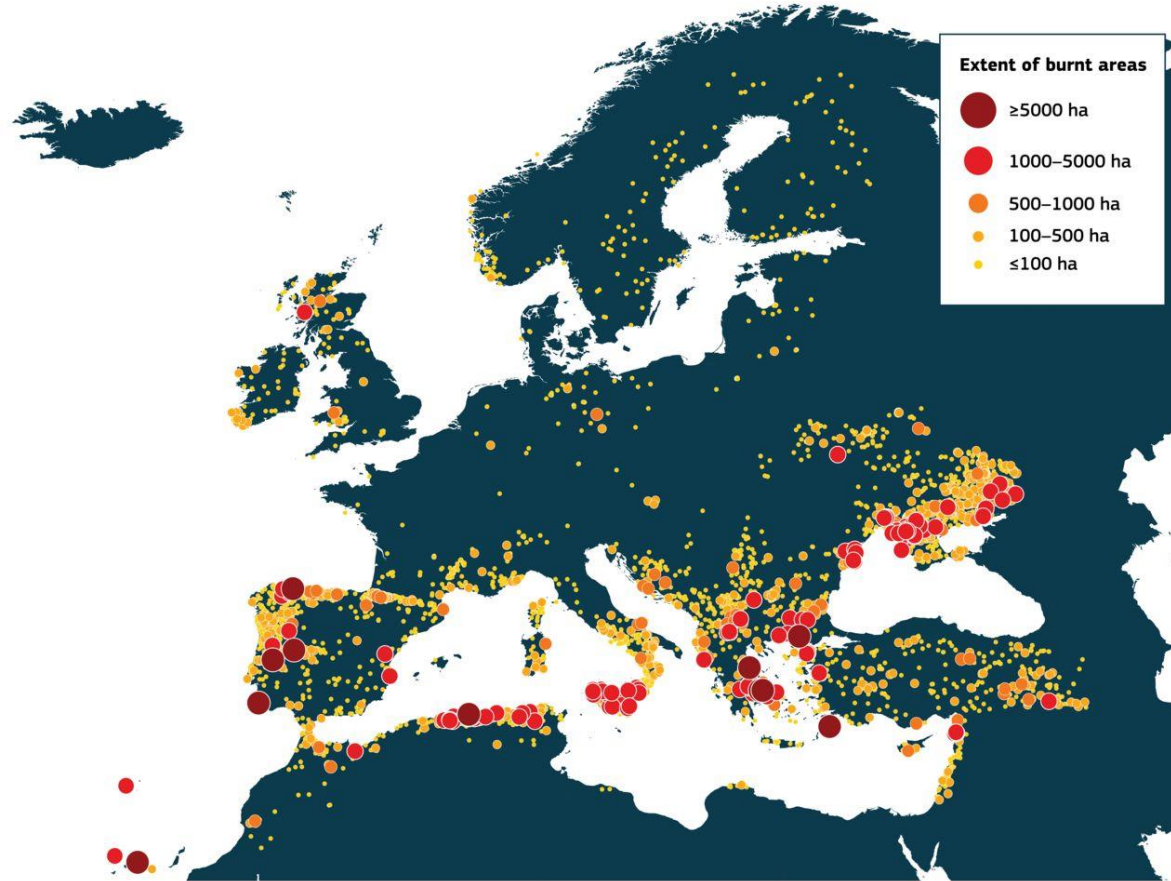 Extent of burnt areas
≥5000 ha
1000–5000 ha
500–1000 ha
100–500 ha
≤100 ha